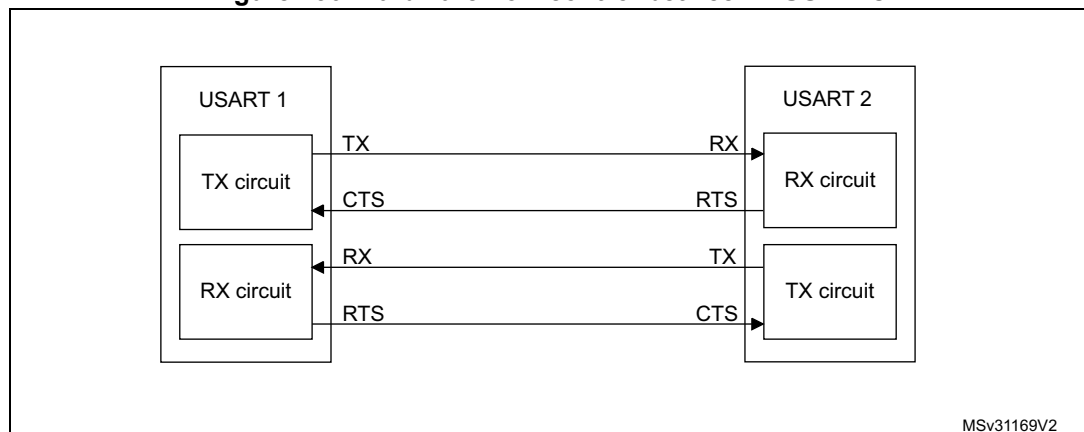 USART 1
USART 2
TX circuit
TX
RX
RX circuit
CTS
RTS
RX circuit
RX
TX
TX circuit
RTS
CTS
MSv31169V2